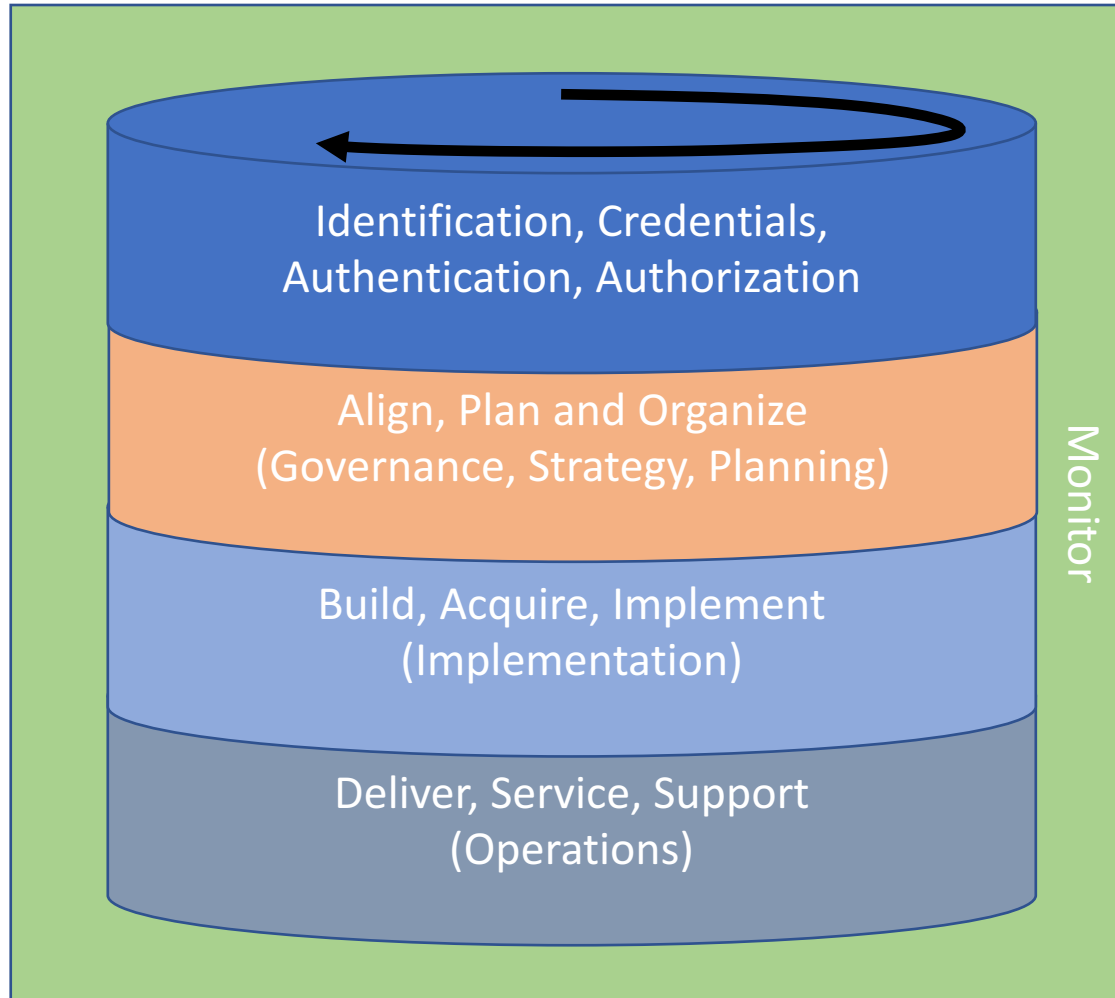 Identification, Credentials,
Authentication, Authorization
Align, Plan and Organize
(Governance, Strategy, Planning)
Monitor
Build, Acquire, Implement
(Implementation)
Deliver, Service, Support
(Operations)